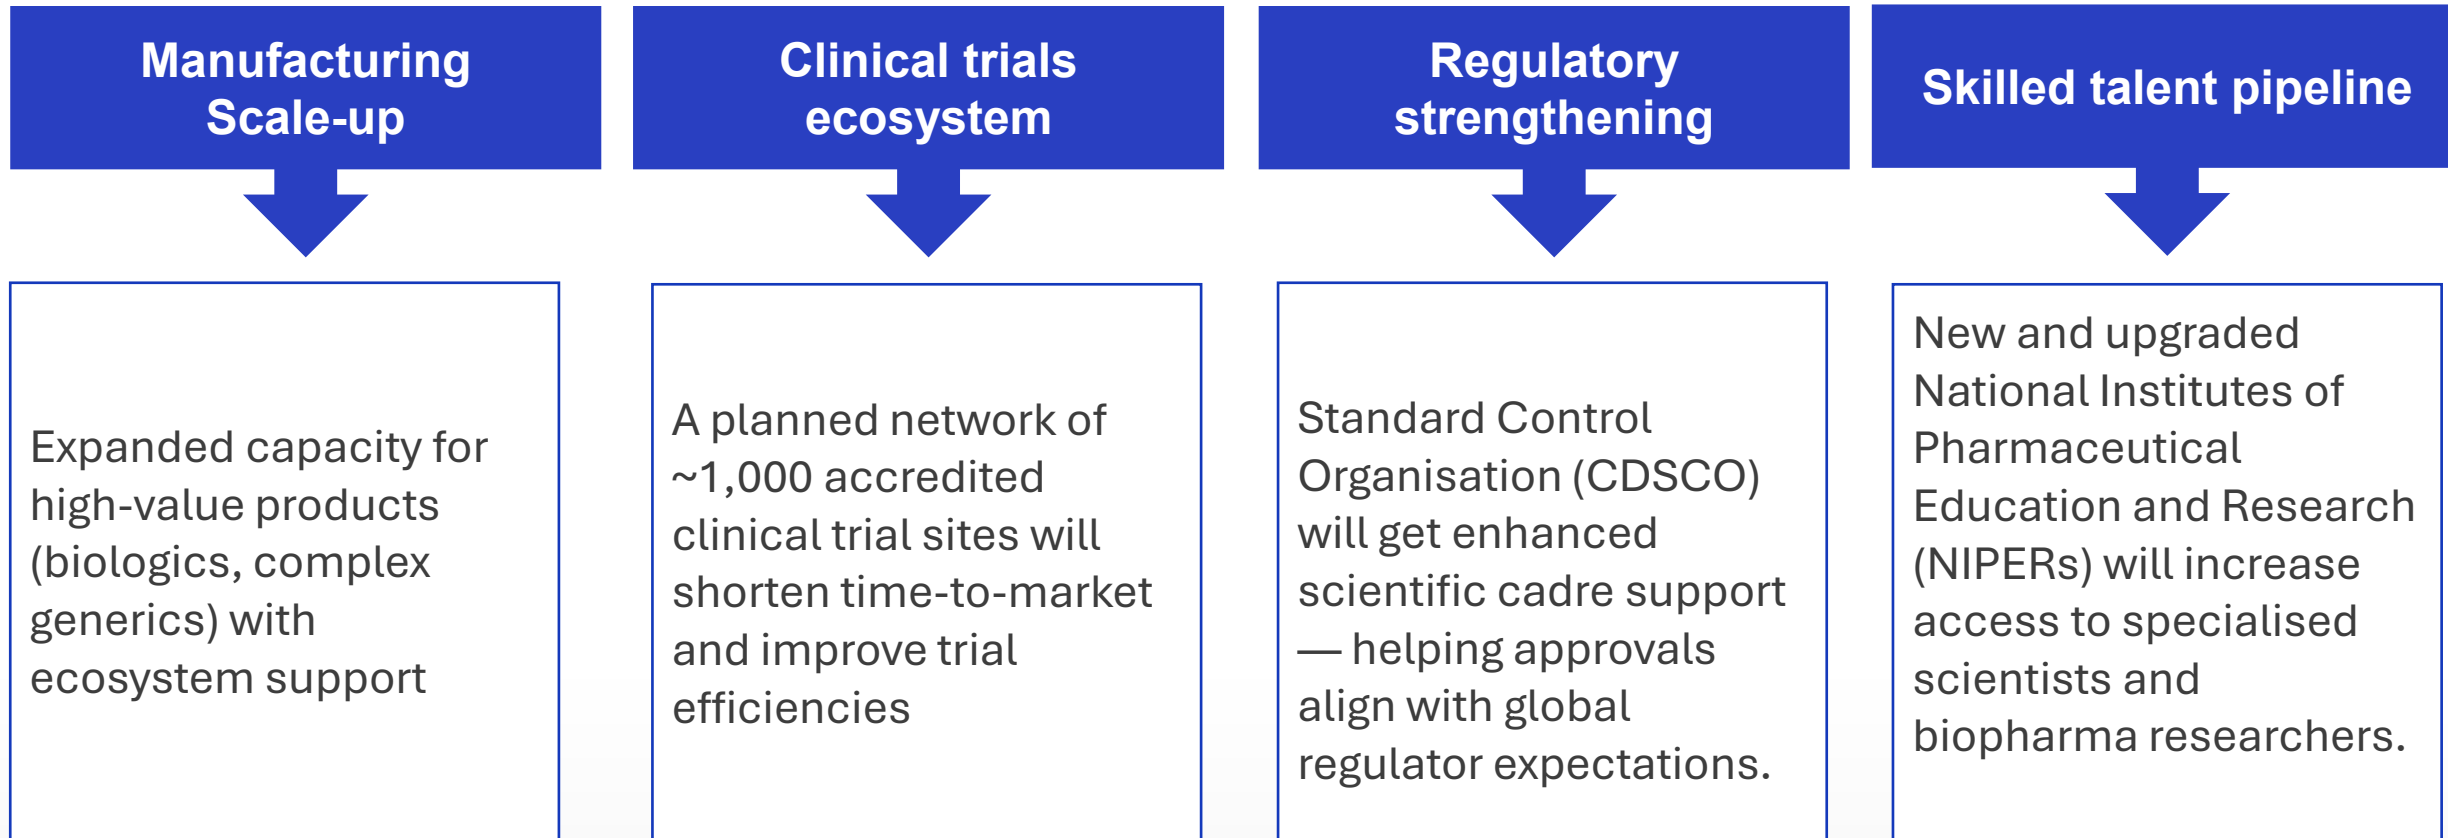 Manufacturing
Scale-up
Clinical trials
ecosystem
Regulatory
strengthening
Skilled talent pipeline
Expanded capacity for
high-value products
(biologics, complex
generics) with
ecosystem support
A planned network of
~1,000 accredited
clinical trial sites will
shorten time-to-market
and improve trial
efficiencies
Standard Control
Organisation (CDSCO)
will get enhanced
scientific cadre support
— helping approvals
align with global
regulator expectations.
New and upgraded
National Institutes of
Pharmaceutical
Education and Research
(NIPERs) will increase
access to specialised
scientists and
biopharma researchers.